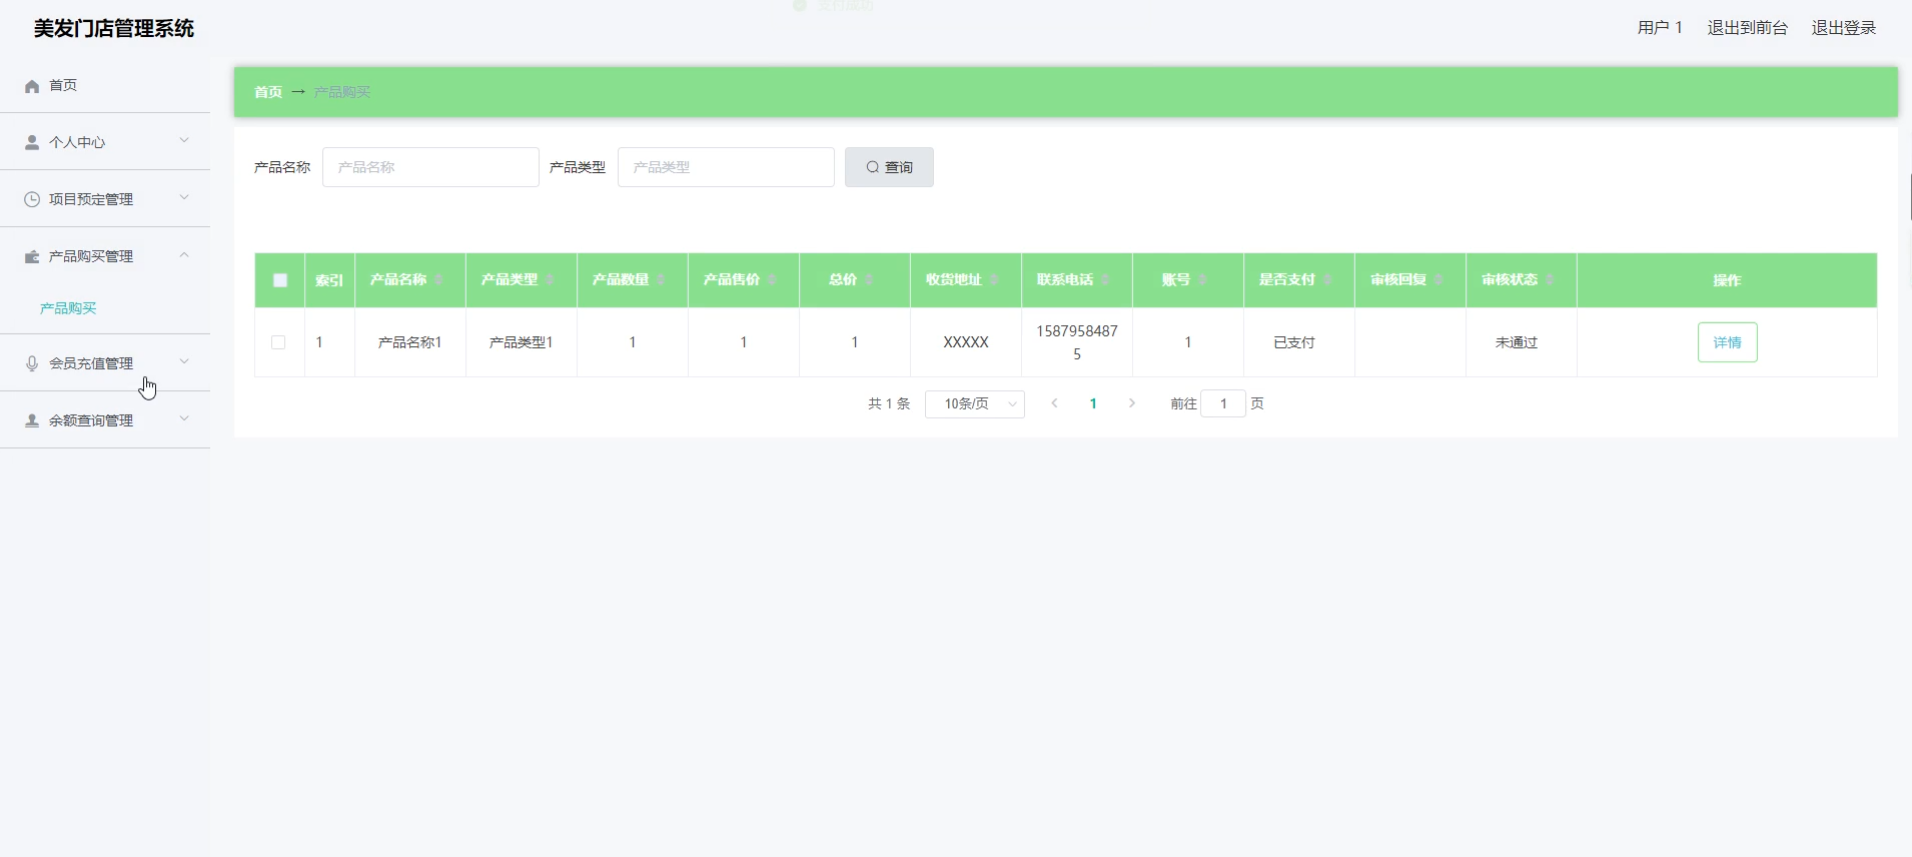 支付成功
美发门店管理系统
用户 1 退出到前台 退出登录
首页
个人中心
项目预定管理
产品购买管理
产品购买
会员充值管理
余额查询管理
首页 → 产品购买
产品名称 产品名称 产品类型 产品类型 查询
索引 产品名称 产品类型 产品数量 产品售价 总价 收货地址 联系电话 账号 是否支付 审核回复 审核状态 操作
1 产品名称1 产品类型1 1 1 1 XXXXX 1587958487 1 已支付 未通过 详情
5
共 1 条 10条/页 1 前往 1 页